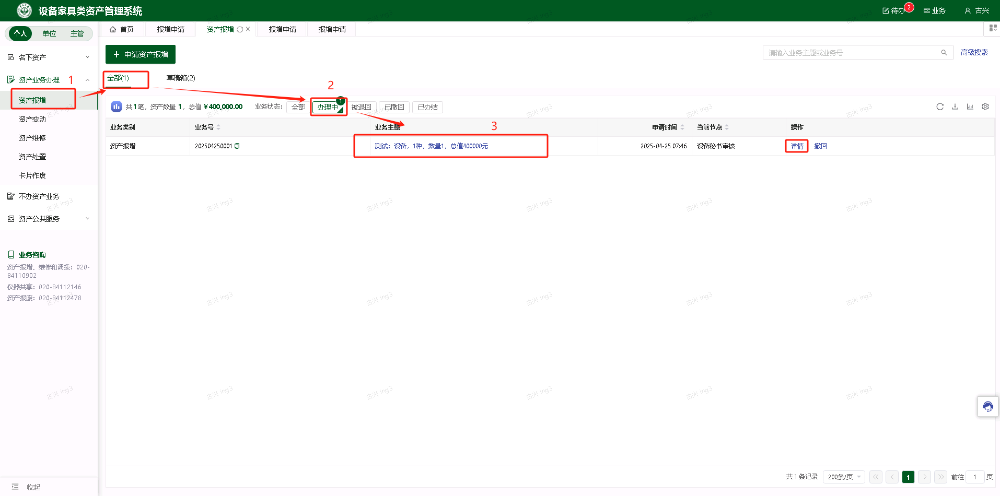 设备家具类资产管理系统
待办 2
业务
古兴
个人 单位 主管
首页
报增申请
资产报增
报增申请
报增申请
名下资产
资产业务办理 1
资产报增
资产变动
资产维修
资产处置
卡片作废
不办资产业务
资产公共服务
业务咨询
资产报增、维修和调拨：020-
84110902
仪器共享：020-84112146
资产报废：020-84112478
收起
+ 申请资产报增
请输入业务主题或业务号
高级搜索
全部(1) 草稿箱(2)
2
共1笔，资产数量 1，总值 ¥400,000.00 业务状态： 全部 办理中 1 被退回 已撤回 已办结
3
业务类别 业务号 业务主题 申请时间 当前节点 操作
资产报增 202504250001 测试：设备，1种，数量1，总值400000元 2025-04-25 07:46 设备秘书审核 详情 撤回
古兴 ing3
共 1 条记录 200条/页 1 前往 1 页